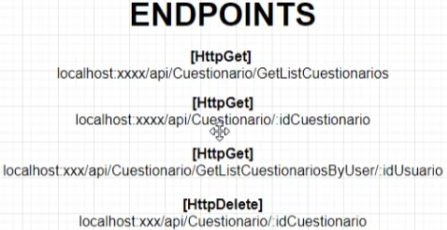 ENDPOINTS
[HttpGet]
localhost:xxxx/api/Cuestionario/GetListCuestionarios
[HttpGet]
localhost:xxxx/api/Cuestionario/:idCuestionario
[HttpGet]
localhost:xxx/api/Cuestionario/GetListCuestionariosByUser/:idUsuario
[HttpDelete]
localhost:xxx/api/Cuestionario/:idCuestionario